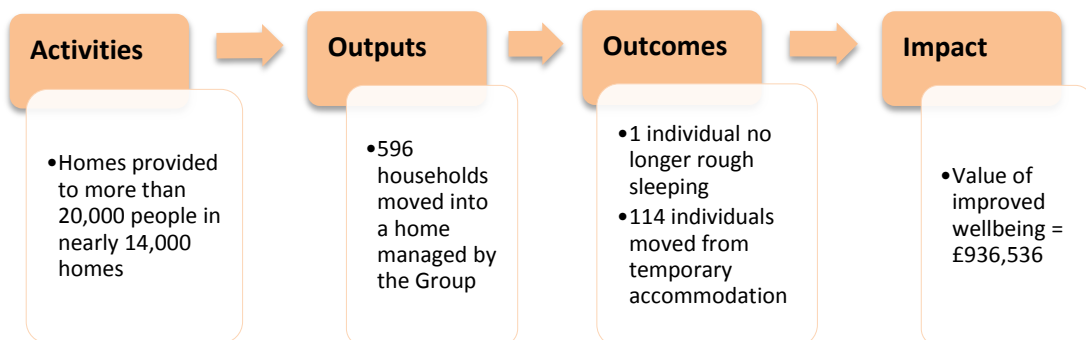 Activities
•Homes provided
to more than
20,000 people in
nearly 14,000
homes
Outputs
•596
households
moved into
a home
managed by
the Group
Outcomes
•1 individual no
longer rough
sleeping
•114 individuals
moved from
temporary
accommodation
Impact
•Value of
improved
wellbeing =
£936,536